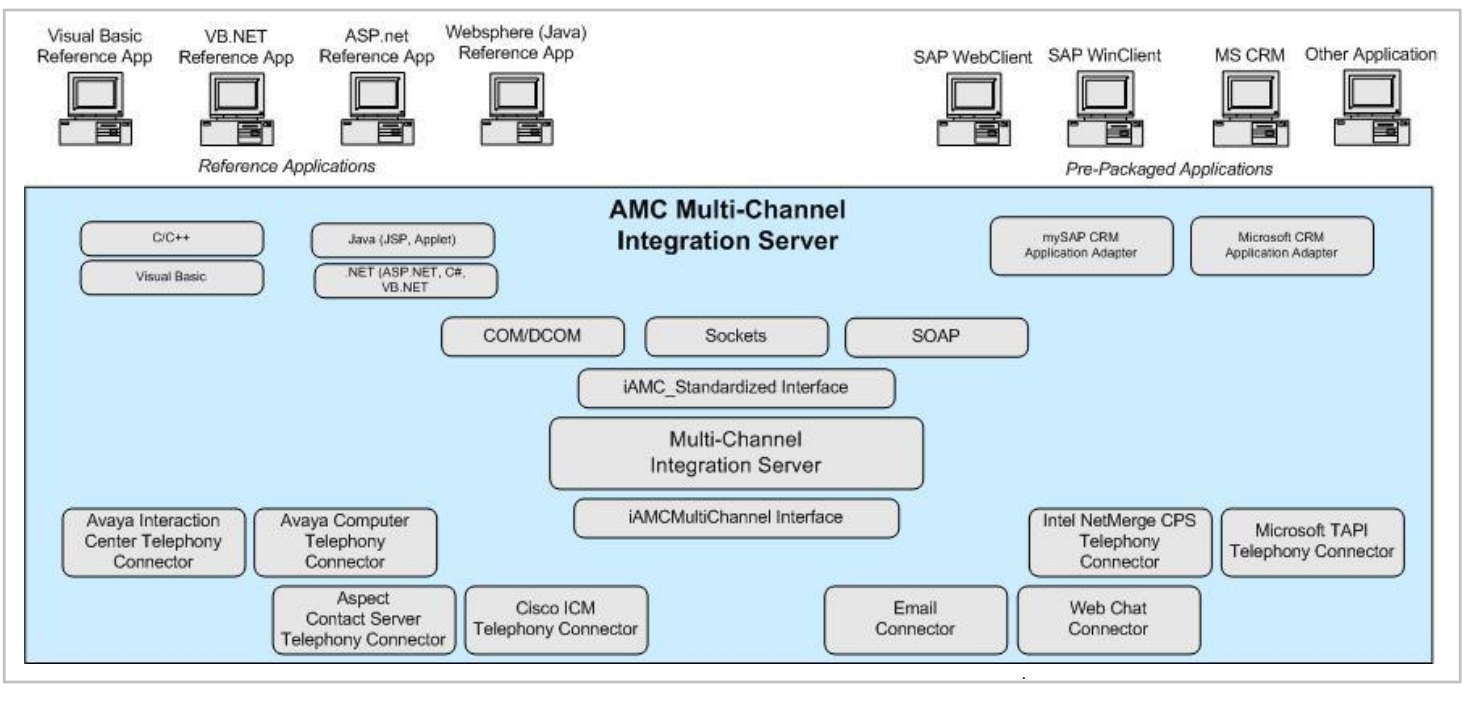 Visual Basic
Reference App
VB.NET
Reference App
ASP.net
Reference App
Websphere (Java)
Reference App
SAP WebClient
SAP WinClient
MS CRM
Other Application
Reference Applications
Pre-Packaged Applications
AMC Multi-Channel
Integration Server
C/C++
Java (JSP, Applet)
mySAP CRM
Application Adapter
Microsoft CRM
Application Adapter
Visual Basic
.NET (ASP.NET, C#,
VB.NET
COM/DCOM
Sockets
SOAP
iAMC_Standardized Interface
Multi-Channel
Integration Server
iAMCMultiChannel Interface
Avaya Interaction
Center Telephony
Connector
Avaya Computer
Telephony
Connector
Intel NetMerge CPS
Telephony
Connector
Microsoft TAPI
Telephony Connector
Aspect
Contact Server
Telephony Connector
Cisco ICM
Telephony Connector
Email
Connector
Web Chat
Connector